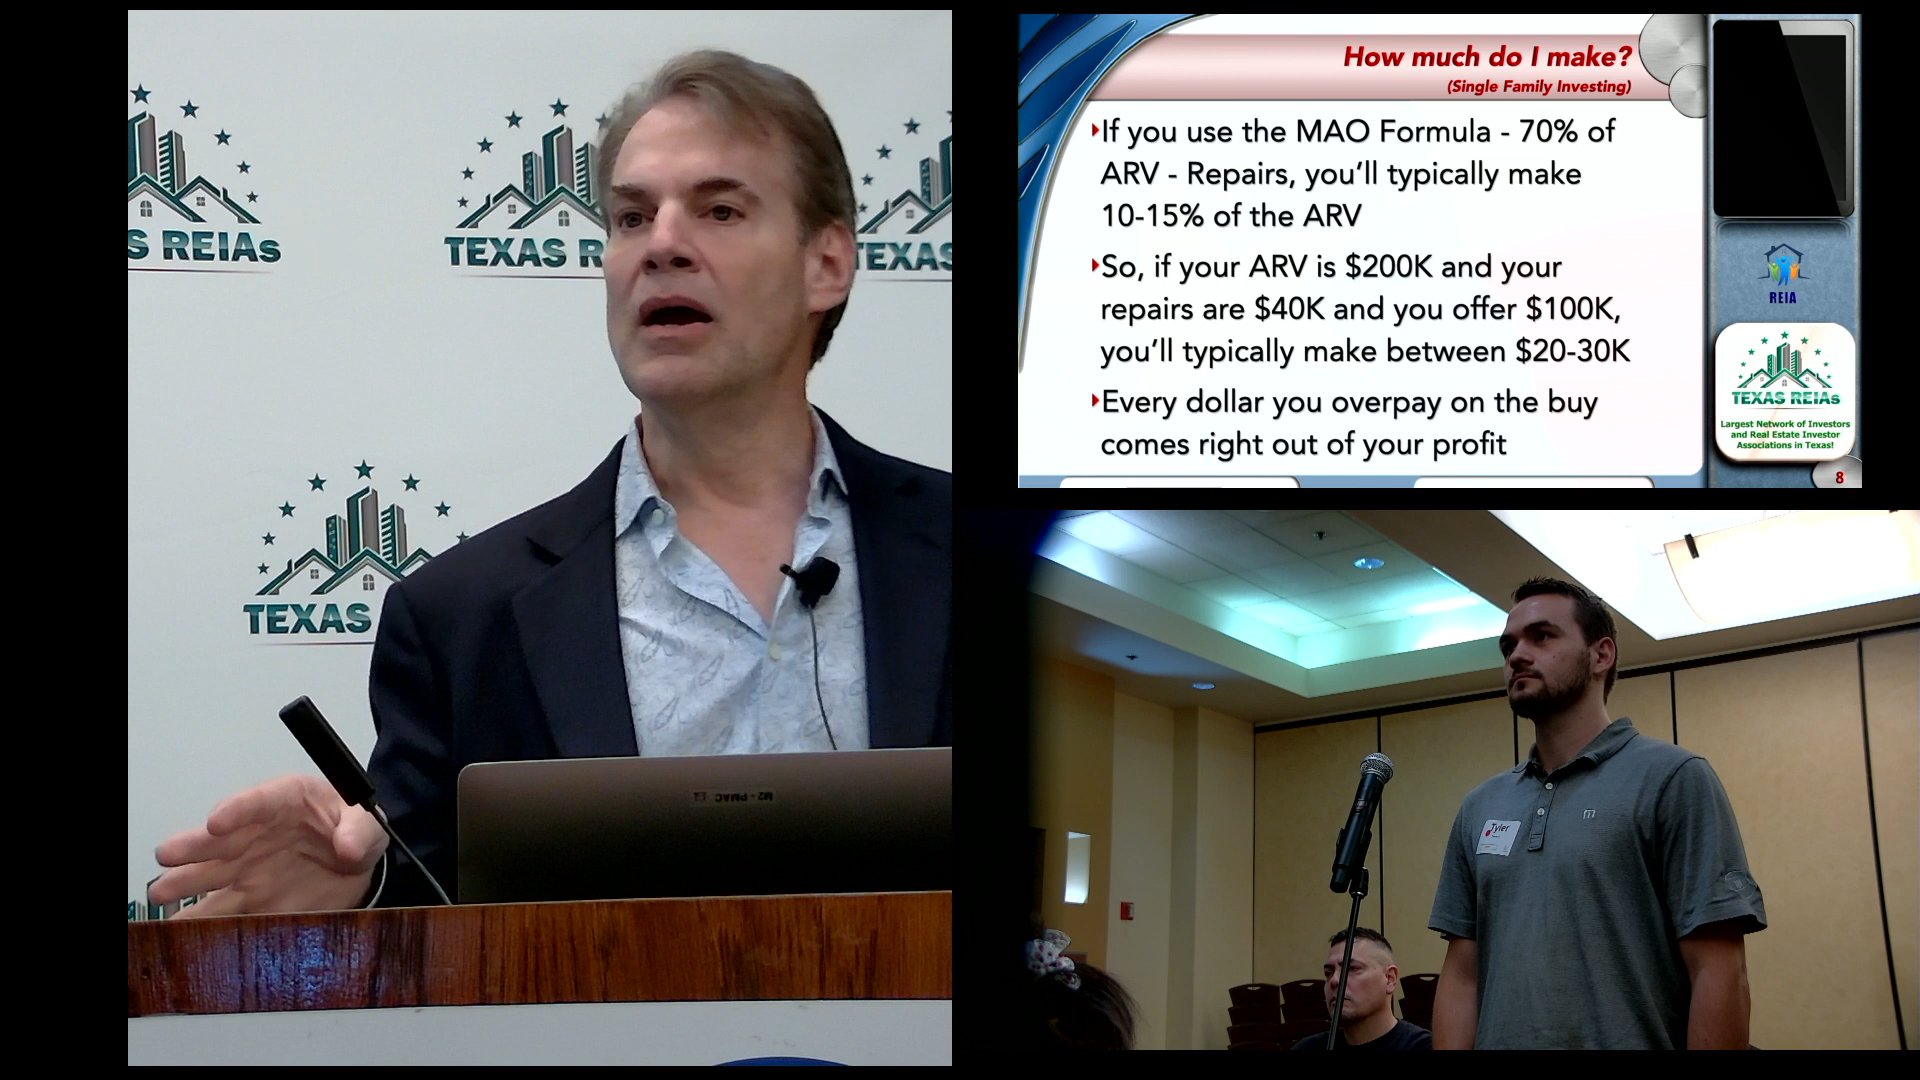 S REIAs
TEXAS R
TEXAS
TEXAS
M2 - PMAC
How much do I make?
(Single Family Investing)
If you use the MAO Formula - 70% of
ARV - Repairs, you'll typically make
10-15% of the ARV
So, if your ARV is $200K and your
repairs are $40K and you offer $100K,
you'll typically make between $20-30K
Every dollar you overpay on the buy
comes right out of your profit
REIA
TEXAS REIAs
Largest Network of Investors
and Real Estate Investor
Associations in Texas!
8
Tyler